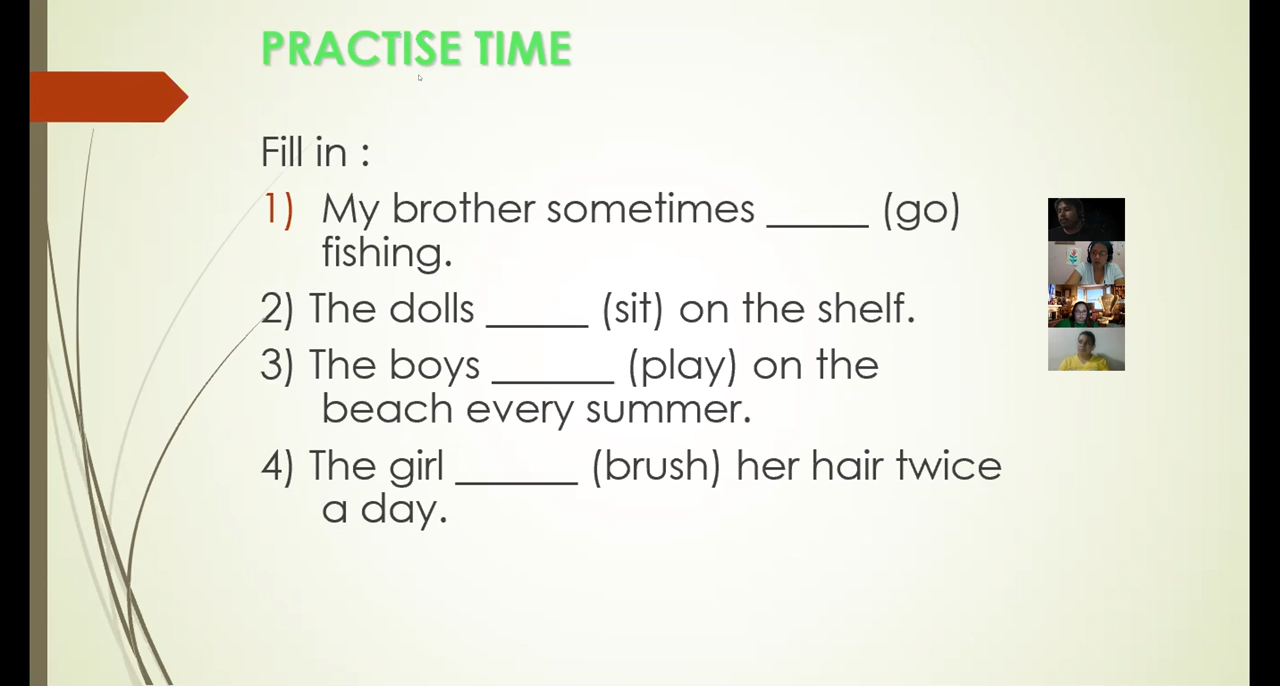 PRACTISE TIME
Fill in :
1) My brother sometimes _____ (go)
fishing.
2) The dolls _____ (sit) on the shelf.
3) The boys ______ (play) on the
beach every summer.
4) The girl ______ (brush) her hair twice
a day.